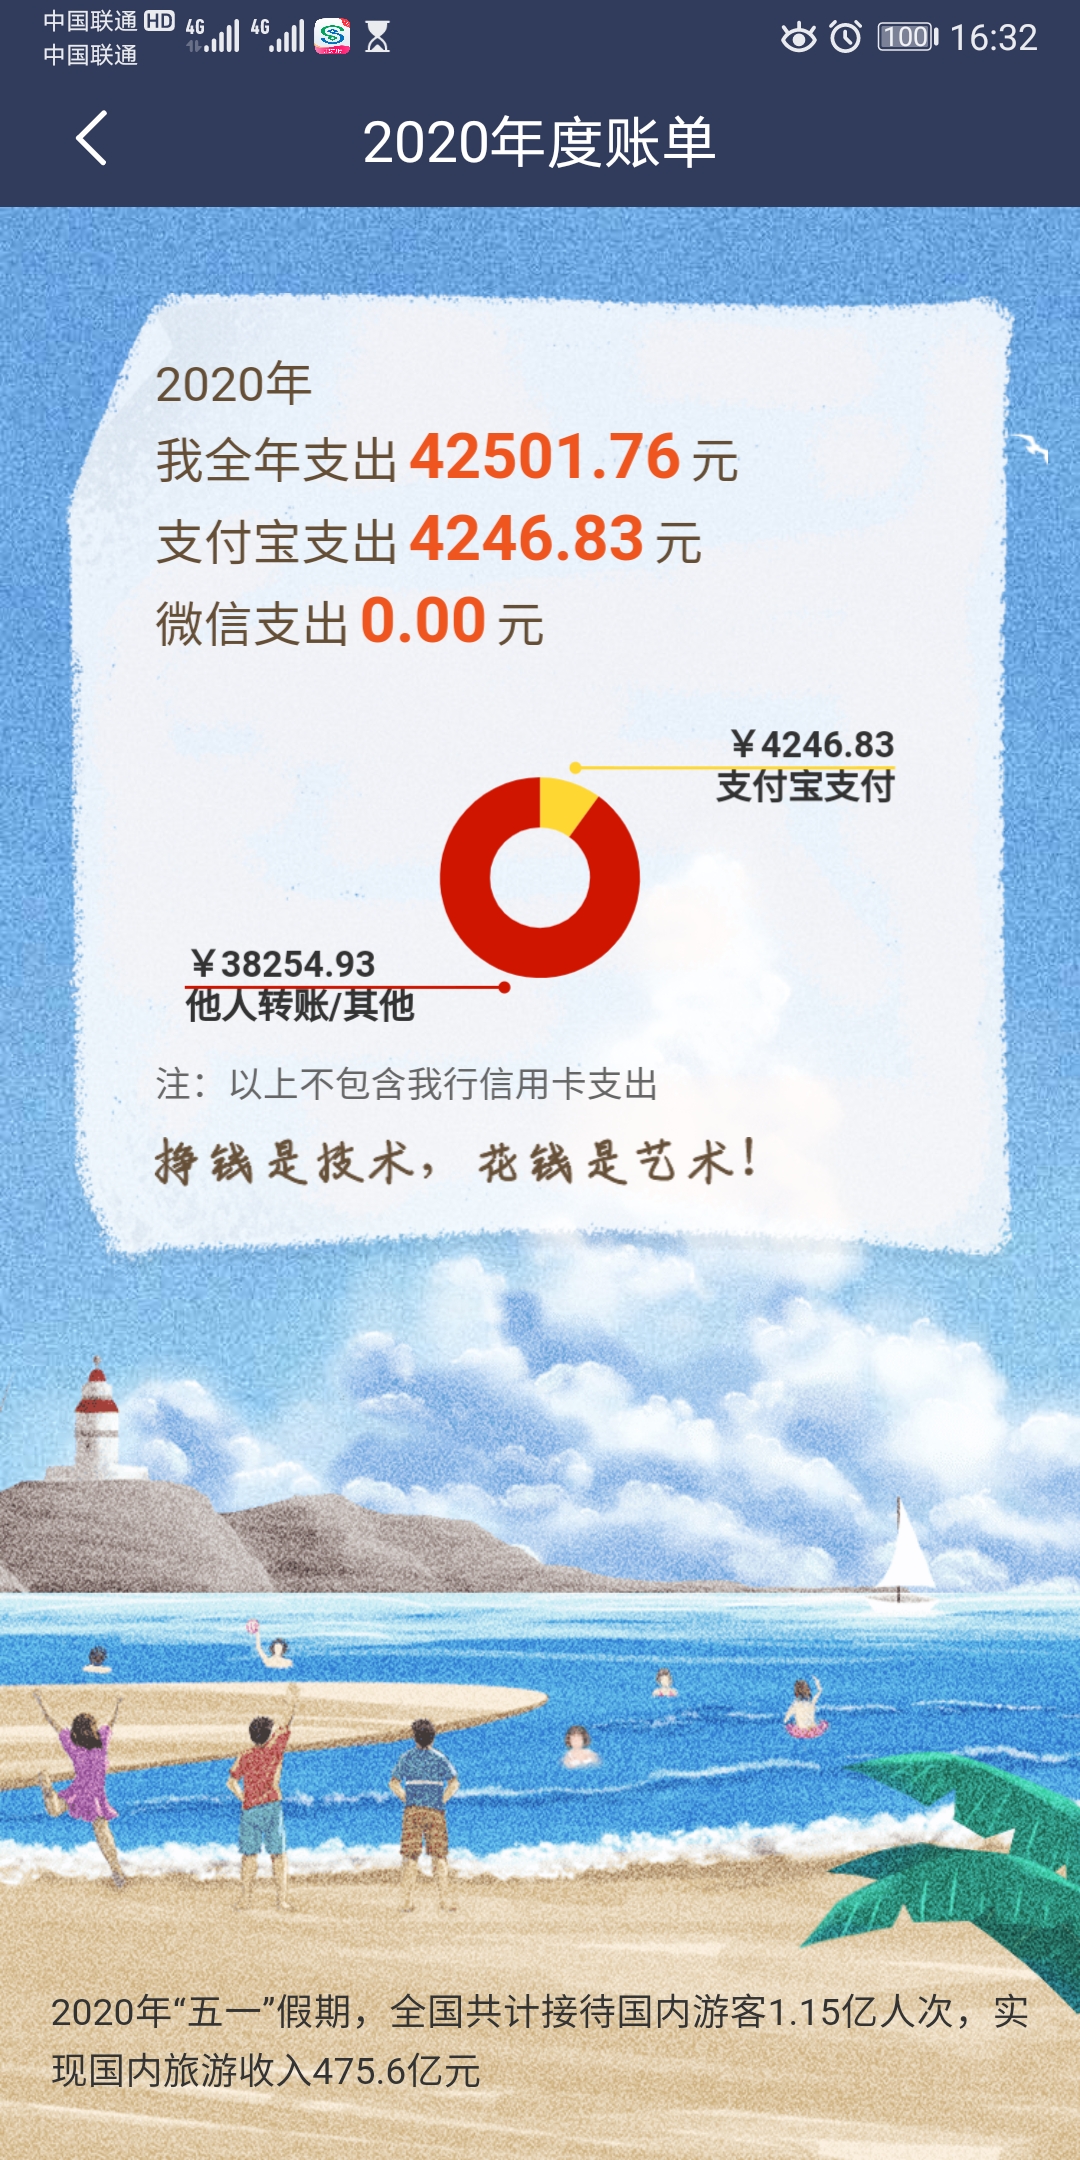 中国联通 HD 4G 4G 100 16:32
中国联通
2020年度账单
2020年
我全年支出 42501.76 元
支付宝支出 4246.83 元
微信支出 0.00 元
￥4246.83
支付宝支付
￥38254.93
他人转账/其他
注：以上不包含我行信用卡支出
挣钱是技术，花钱是艺术！
2020年“五一”假期，全国共计接待国内游客1.15亿人次，实
现国内旅游收入475.6亿元